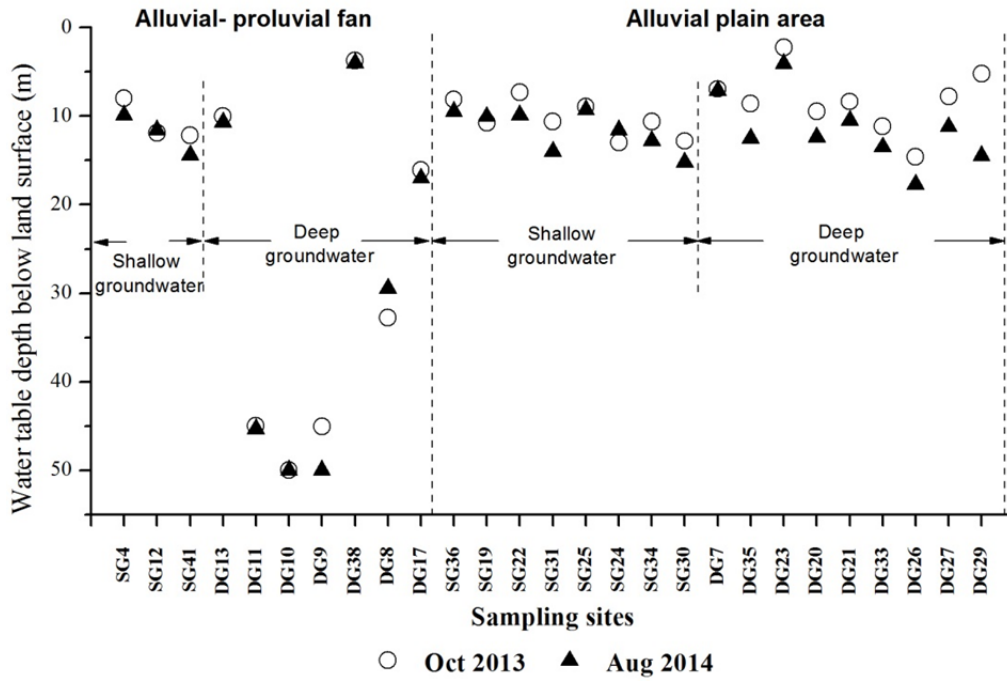 Alluvial- proluvial fan
Alluvial plain area
Water table depth below land surface (m)
0
10
20
30
40
50
Shallow
groundwater
Deep
groundwater
Shallow
groundwater
Deep
groundwater
SG4
SG12
SG41
DG13
DG11
DG10
DG9
DG38
DG8
DG17
SG36
SG19
SG22
SG31
SG25
SG24
SG34
SG30
DG7
DG35
DG23
DG20
DG21
DG33
DG26
DG27
DG29
Sampling sites
Oct 2013
Aug 2014